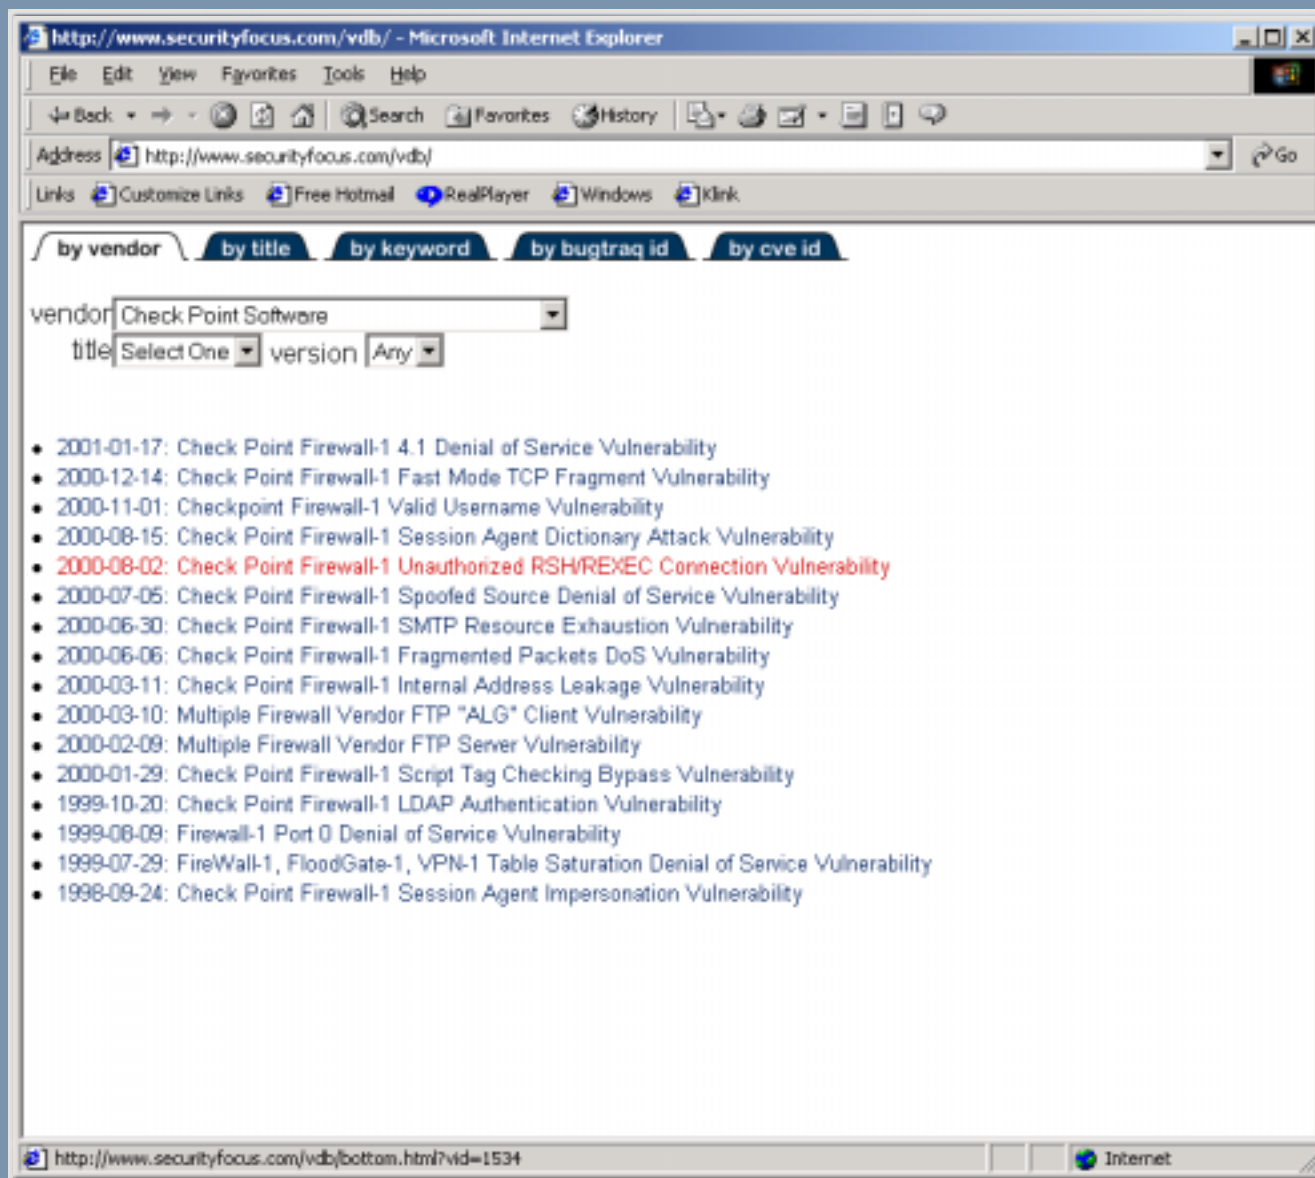 http://www.securityfocus.com/vdb/ - Microsoft Internet Explorer
File Edit View Favorites Tools Help
Back Search Favorites History
Address http://www.securityfocus.com/vdb/ Go
Links Customize Links Free Hotmail RealPlayer Windows Klink
by vendor by title by keyword by bugtraq id by cve id
vendor Check Point Software
title Select One version Any
2001-01-17: Check Point Firewall-1 4.1 Denial of Service Vulnerability
2000-12-14: Check Point Firewall-1 Fast Mode TCP Fragment Vulnerability
2000-11-01: Checkpoint Firewall-1 Valid Username Vulnerability
2000-08-15: Check Point Firewall-1 Session Agent Dictionary Attack Vulnerability
2000-08-02: Check Point Firewall-1 Unauthorized RSH/REXEC Connection Vulnerability
2000-07-05: Check Point Firewall-1 Spoofed Source Denial of Service Vulnerability
2000-06-30: Check Point Firewall-1 SMTP Resource Exhaustion Vulnerability
2000-06-06: Check Point Firewall-1 Fragmented Packets DoS Vulnerability
2000-03-11: Check Point Firewall-1 Internal Address Leakage Vulnerability
2000-03-10: Multiple Firewall Vendor FTP "ALG" Client Vulnerability
2000-02-09: Multiple Firewall Vendor FTP Server Vulnerability
2000-01-29: Check Point Firewall-1 Script Tag Checking Bypass Vulnerability
1999-10-20: Check Point Firewall-1 LDAP Authentication Vulnerability
1999-08-09: Firewall-1 Port 0 Denial of Service Vulnerability
1999-07-29: FireWall-1, FloodGate-1, VPN-1 Table Saturation Denial of Service Vulnerability
1998-09-24: Check Point Firewall-1 Session Agent Impersonation Vulnerability
http://www.securityfocus.com/vdb/bottom.html?vid=1534 Internet